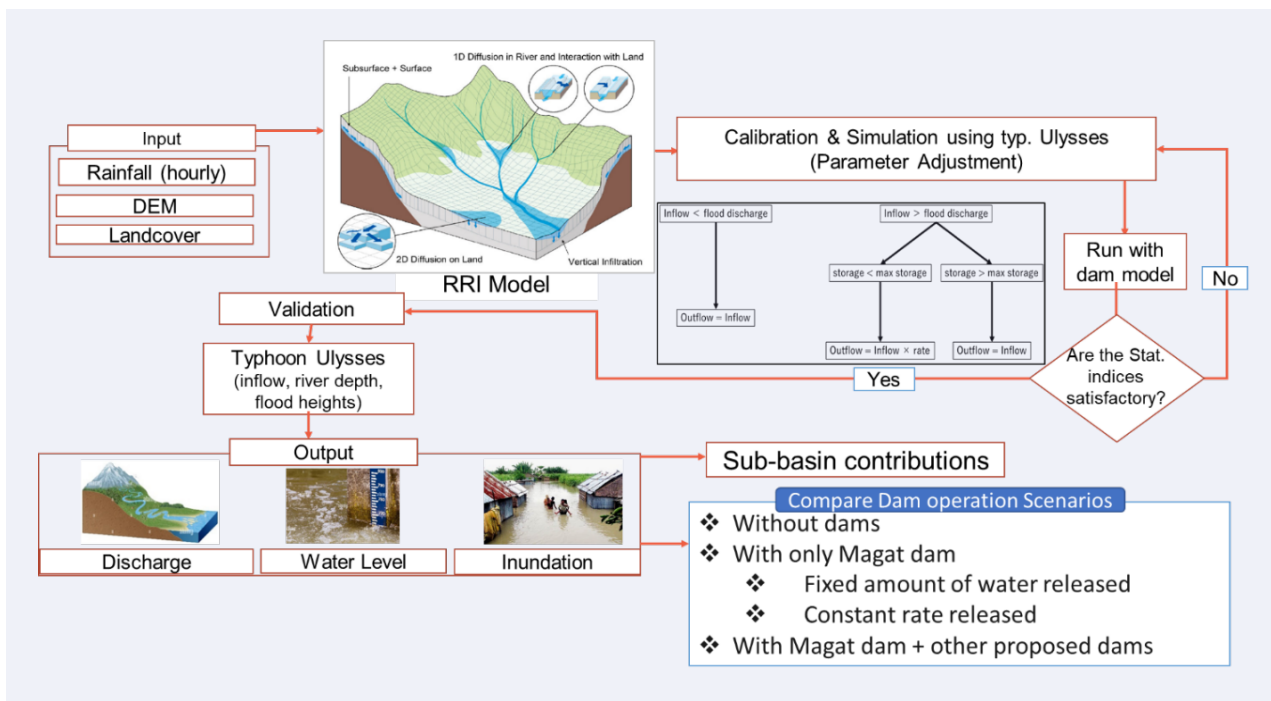 Input
Rainfall (hourly)
DEM
Landcover
Subsurface + Surface
1D Diffusion in River and Interaction with Land
2D Diffusion on Land
Vertical Infiltration
RRI Model
Calibration & Simulation using typ. Ulysses
(Parameter Adjustment)
Inflow < flood discharge
Outflow = Inflow
Inflow > flood discharge
storage < max storage
storage > max storage
Outflow = Inflow × rate
Outflow = Inflow
Run with
dam model
No
Are the Stat.
indices
satisfactory?
Yes
Validation
Typhoon Ulysses
(inflow, river depth,
flood heights)
Output
Discharge
Water Level
Inundation
Sub-basin contributions
Compare Dam operation Scenarios
❖ Without dams
❖ With only Magat dam
❖ Fixed amount of water released
❖ Constant rate released
❖ With Magat dam + other proposed dams